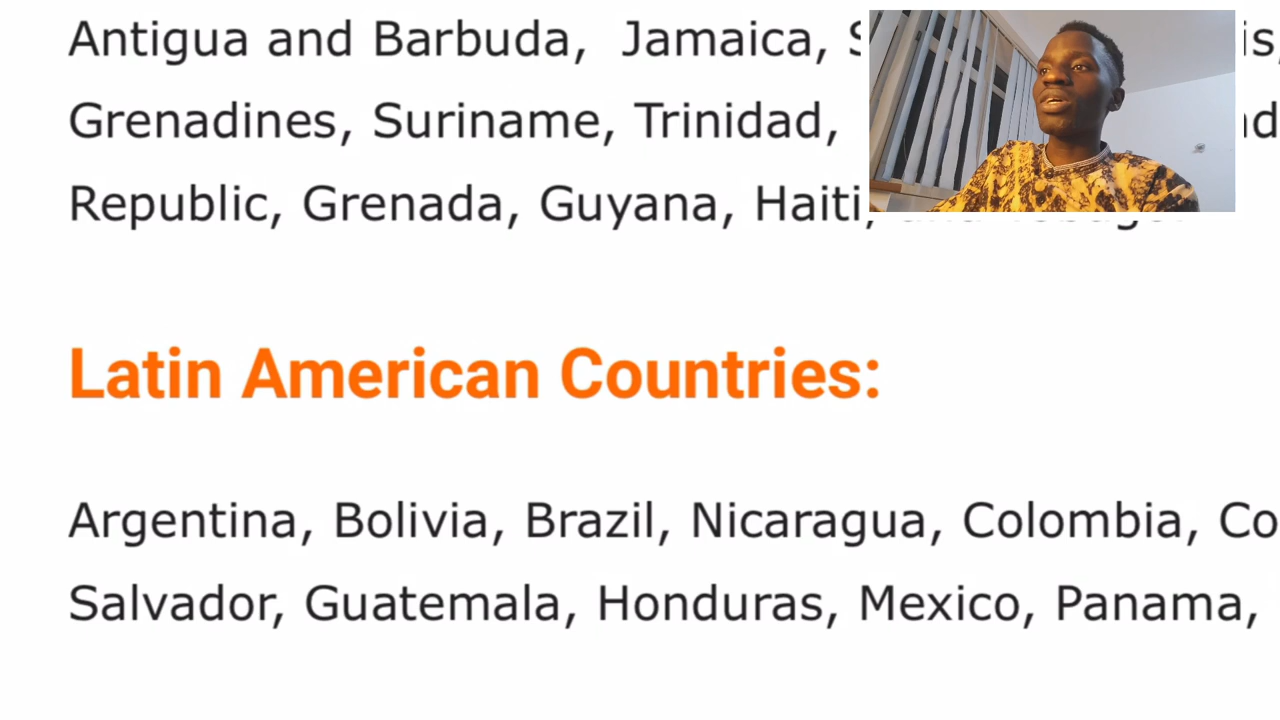 Antigua and Barbuda, Jamaica,
Grenadines, Suriname, Trinidad,
Republic, Grenada, Guyana, Haiti,
Latin American Countries:
Argentina, Bolivia, Brazil, Nicaragua, Colombia, Co
Salvador, Guatemala, Honduras, Mexico, Panama,